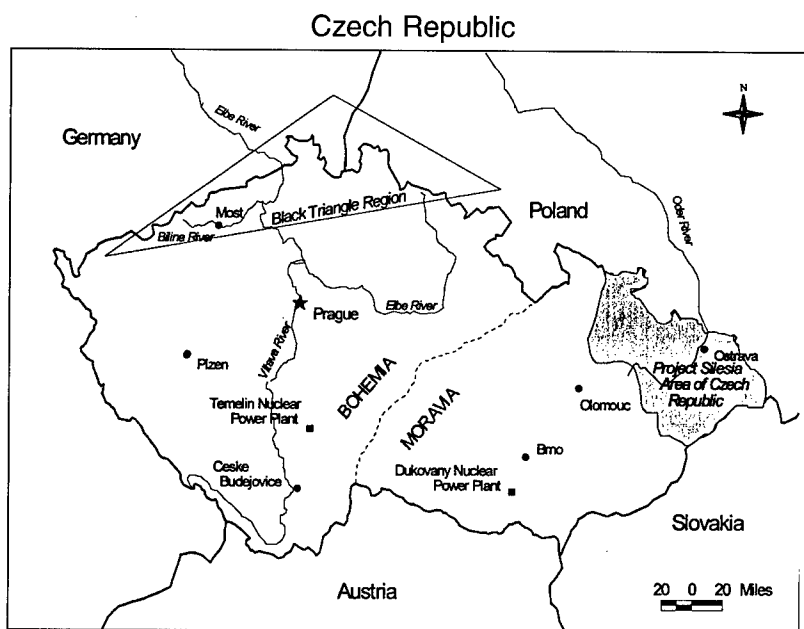 Czech Republic
N
Elbe River
Germany
Oder River
Most
Black Triangle Region
Poland
Biline River
Elbe River
Prague
Vltava River
Plzen
Ostrava
Project Silesia
Area of Czech
Republic
BOHEMIA
MORAVIA
Olomouc
Temelin Nuclear
Power Plant
Brno
Ceske
Budejovice
Dukovany Nuclear
Power Plant
Slovakia
Austria
20 0 20 Miles